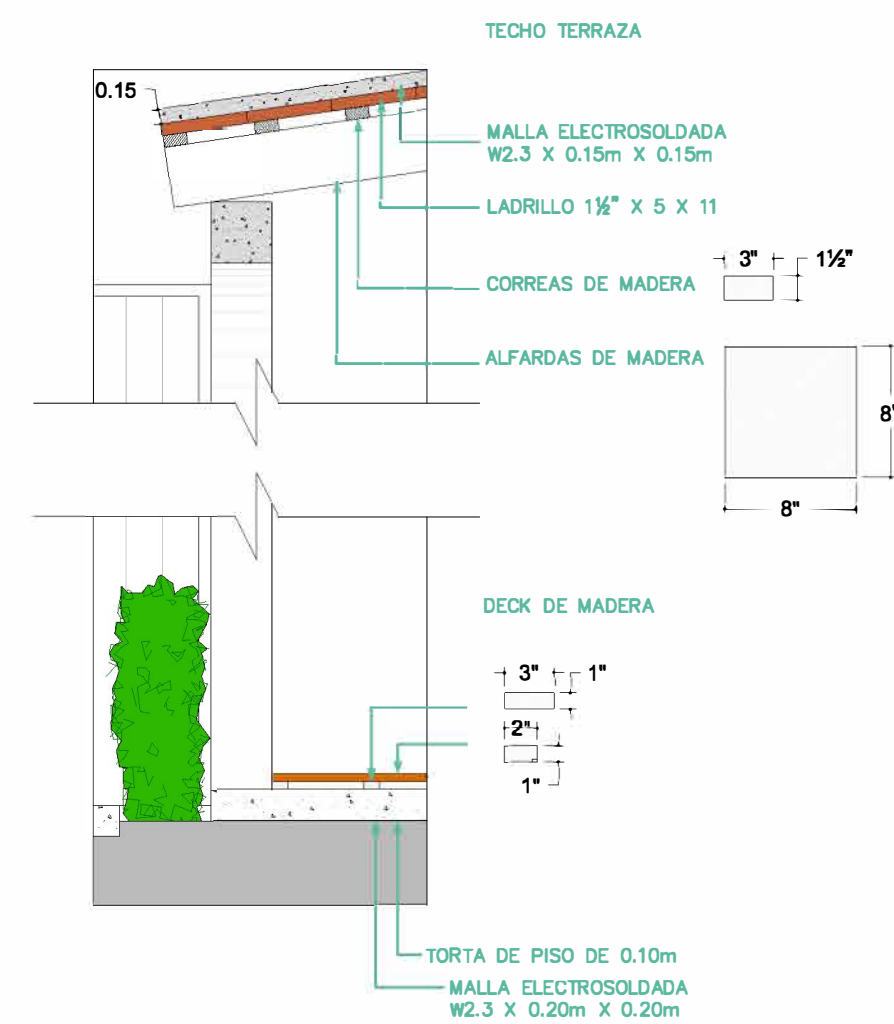 TECHO TERRAZA
0.15
MALLA ELECTROSOLDADA
W2.3 X 0.15m X 0.15m
LADRILLO 1½" X 5 X 11
3"
1½"
CORREAS DE MADERA
ALFARDAS DE MADERA
8"
8"
DECK DE MADERA
3"
1"
2"
1"
TORTA DE PISO DE 0.10m
MALLA ELECTROSOLDADA
W2.3 X 0.20m X 0.20m